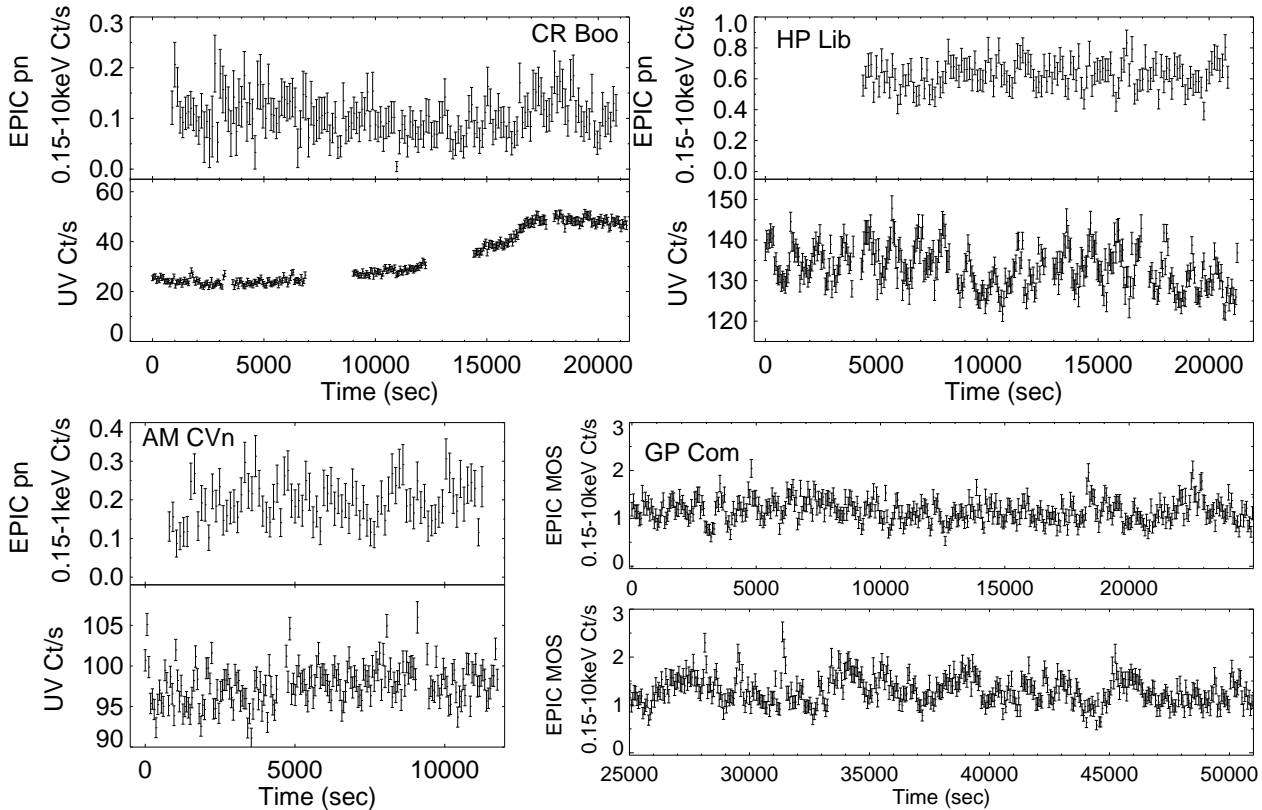 CR Boo
EPIC pn
0.15-10keV Ct/s
0.3
0.2
0.1
0.0
UV Ct/s
60
40
20
0
0 5000 10000 15000 20000
Time (sec)
HP Lib
EPIC pn
0.15-10keV Ct/s
1.0
0.8
0.6
0.4
0.2
0.0
UV Ct/s
150
140
130
120
0 5000 10000 15000 20000
Time (sec)
AM CVn
EPIC pn
0.15-1keV Ct/s
0.4
0.3
0.2
0.1
0.0
UV Ct/s
105
100
95
90
0 5000 10000
Time (sec)
GP Com
EPIC MOS
0.15-10keV Ct/s
3
2
1
0
0 5000 10000 15000 20000
EPIC MOS
0.15-10keV Ct/s
3
2
1
0
25000 30000 35000 40000 45000 50000
Time (sec)